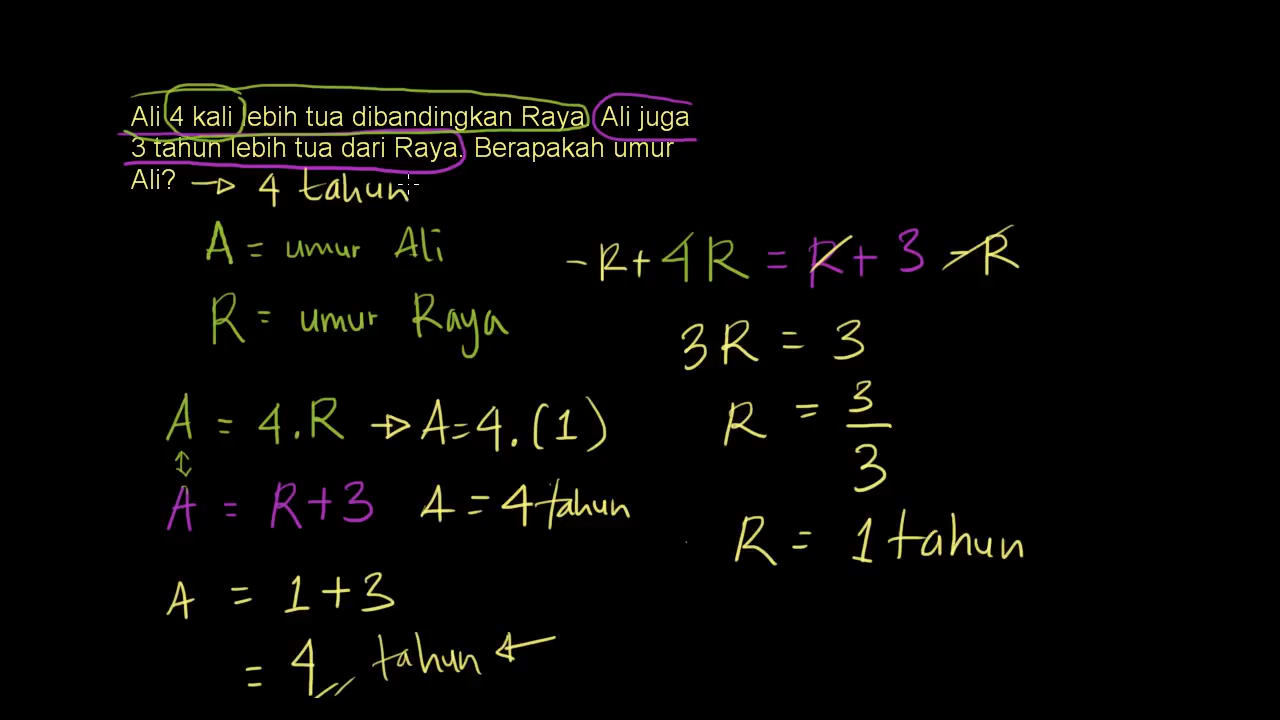 Ali 4 kali lebih tua dibandingkan Raya. Ali juga
3 tahun lebih tua dari Raya. Berapakah umur
Ali? → 4 tahun
A = umur Ali
R = umur Raya
A = 4.R → A=4.(1)
↕
A = R+3 A = 4 tahun
A = 1+3
= 4 tahun ←
-R+4R = R+3 -R
3R = 3
R = 3/3
R = 1 tahun